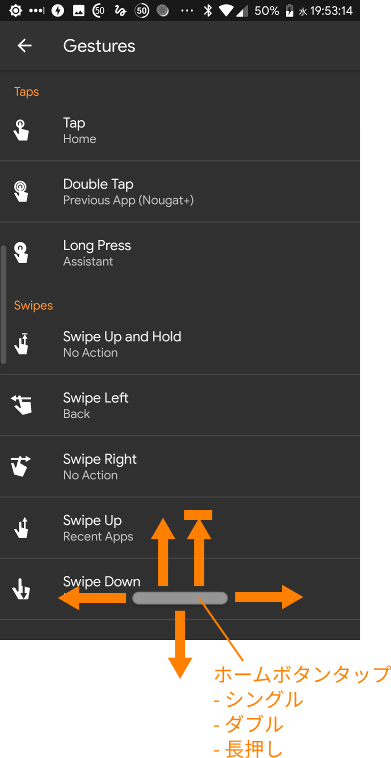 50 50 ... 50% 水 19:53:14
Gestures
Taps
Tap
Home
Double Tap
Previous App (Nougat+)
Long Press
Assistant
Swipes
Swipe Up and Hold
No Action
Swipe Left
Back
Swipe Right
No Action
Swipe Up
Recent Apps
Swipe Down
ホームボタンタップ
- シングル
- ダブル
- 長押し